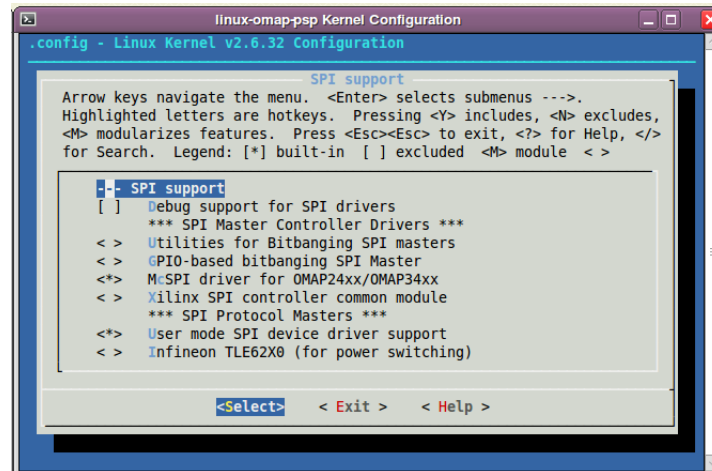 linux-omap-psp Kernel Configuration
.config - Linux Kernel v2.6.32 Configuration
SPI support
Arrow keys navigate the menu.  <Enter> selects submenus --->.
Highlighted letters are hotkeys.  Pressing <Y> includes, <N> excludes,
<M> modularizes features.  Press <Esc><Esc> to exit, <?> for Help, </>
for Search.  Legend: [*] built-in  [ ] excluded  <M> module  < >
--- SPI support
[ ]   Debug support for SPI drivers
*** SPI Master Controller Drivers ***
< >   Utilities for Bitbanging SPI masters
< >   GPIO-based bitbanging SPI Master
<*>   McSPI driver for OMAP24xx/OMAP34xx
< >   Xilinx SPI controller common module
*** SPI Protocol Masters ***
<*>   User mode SPI device driver support
< >   Infineon TLE62X0 (for power switching)
<Select>    < Exit >    < Help >